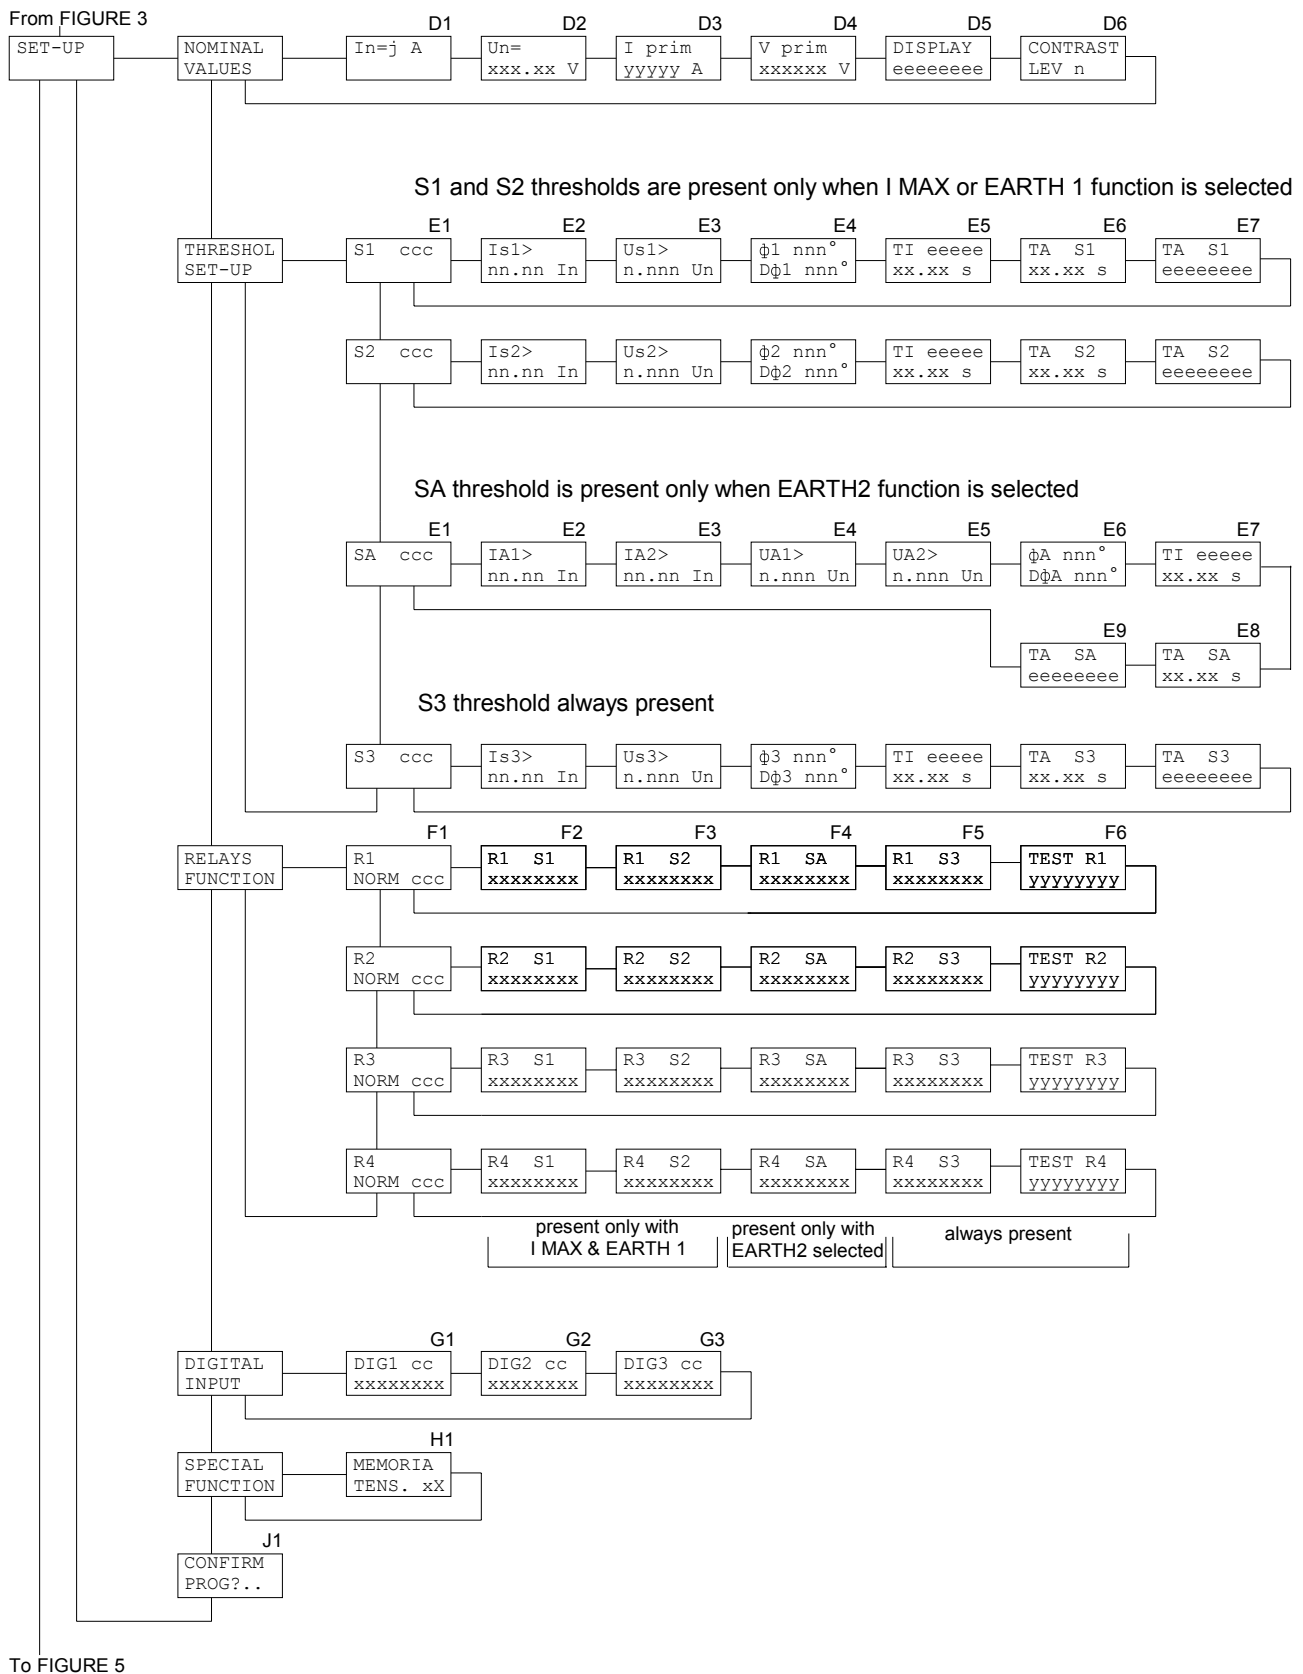 From FIGURE 3
D1 D2 D3 D4 D5 D6
SET-UP NOMINAL In=j A Un= I prim V prim DISPLAY CONTRAST
VALUES xxx.xx V yyyyy A xxxxxx V eeeeeeee LEV n
S1 and S2 thresholds are present only when I MAX or EARTH 1 function is selected
E1 E2 E3 E4 E5 E6 E7
THRESHOL S1 ccc Is1> Us1> ф1 nnn° TI eeeee TA S1 TA S1
SET-UP nn.nn In n.nnn Un Dф1 nnn° xx.xx s xx.xx s eeeeeeee
S2 ccc Is2> Us2> ф2 nnn° TI eeeee TA S2 TA S2
nn.nn In n.nnn Un Dф2 nnn° xx.xx s xx.xx s eeeeeeee
SA threshold is present only when EARTH2 function is selected
E1 E2 E3 E4 E5 E6 E7
SA ccc IA1> IA2> UA1> UA2> фA nnn° TI eeeee
nn.nn In nn.nn In n.nnn Un n.nnn Un DфA nnn° xx.xx s
E9 E8
TA SA TA SA
eeeeeeee xx.xx s
S3 threshold always present
S3 ccc Is3> Us3> ф3 nnn° TI eeeee TA S3 TA S3
nn.nn In n.nnn Un Dф3 nnn° xx.xx s xx.xx s eeeeeeee
F1 F2 F3 F4 F5 F6
RELAYS R1 R1 S1 R1 S2 R1 SA R1 S3 TEST R1
FUNCTION NORM ccc xxxxxxxx xxxxxxxx xxxxxxxx xxxxxxxx yyyyyyyy
R2 R2 S1 R2 S2 R2 SA R2 S3 TEST R2
NORM ccc xxxxxxxx xxxxxxxx xxxxxxxx xxxxxxxx yyyyyyyy
R3 R3 S1 R3 S2 R3 SA R3 S3 TEST R3
NORM ccc xxxxxxxx xxxxxxxx xxxxxxxx xxxxxxxx yyyyyyyy
R4 R4 S1 R4 S2 R4 SA R4 S3 TEST R4
NORM ccc xxxxxxxx xxxxxxxx xxxxxxxx xxxxxxxx yyyyyyyy
present only with present only with always present
I MAX & EARTH 1 EARTH2 selected
G1 G2 G3
DIGITAL DIG1 cc DIG2 cc DIG3 cc
INPUT xxxxxxxx xxxxxxxx xxxxxxxx
H1
SPECIAL MEMORIA
FUNCTION TENS. xX
J1
CONFIRM
PROG?..
To FIGURE 5